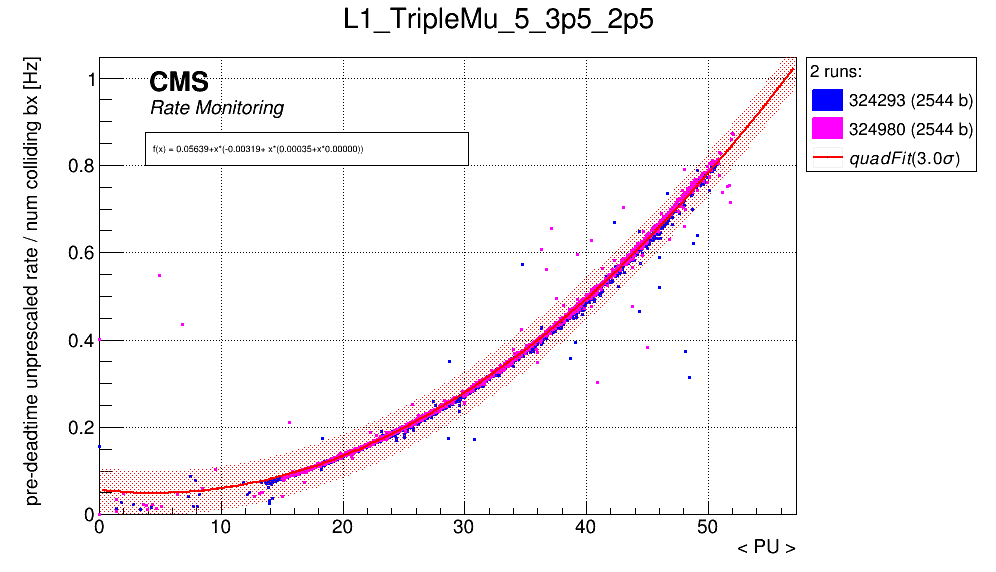 L1_TripleMu_5_3p5_2p5
pre-deadtime unprescaled rate / num colliding bx [Hz]
CMS
Rate Monitoring
f(x) = 0.05639+x*(-0.00319+ x*(0.00035+x*0.00000))
2 runs:
324293 (2544 b)
324980 (2544 b)
quadFit(3.0σ)
1
0.8
0.6
0.4
0.2
0
0 10 20 30 40 50
< PU >